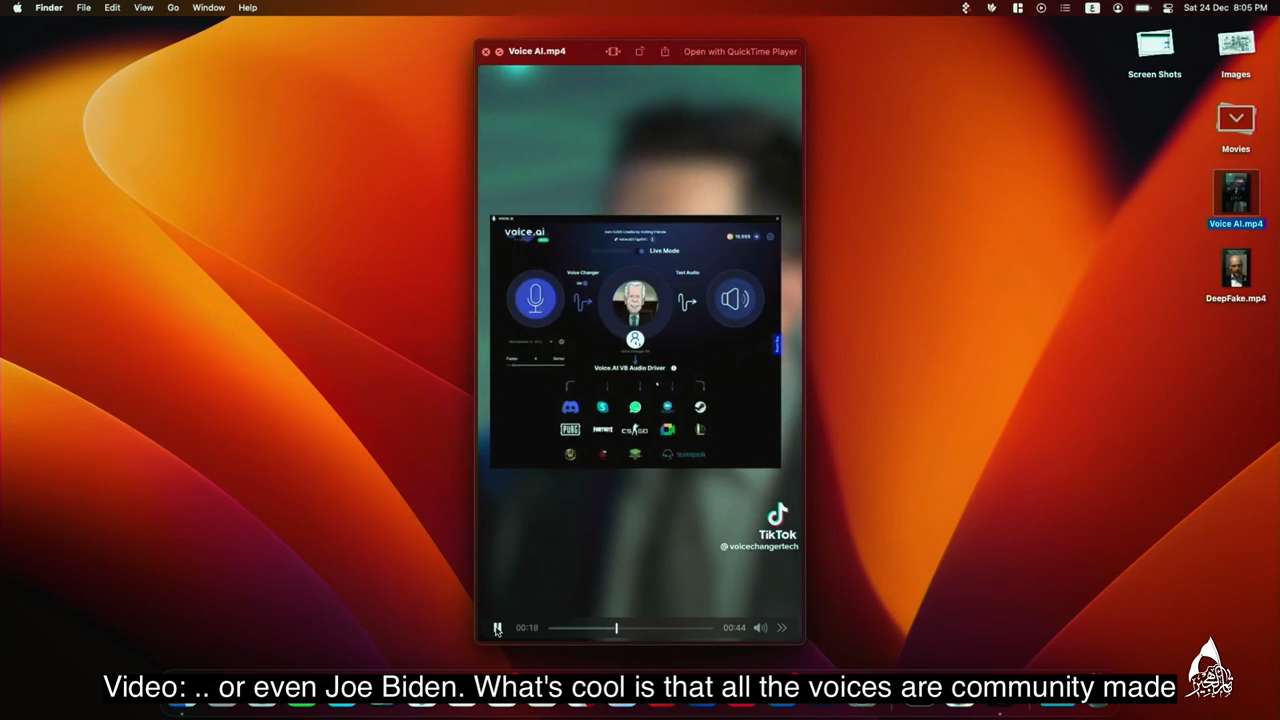 Finder File Edit View Go Window Help
Sat 24 Dec 8:05 PM
Voice AI.mp4
Open with QuickTime Player
Screen Shots
Images
Movies
Voice AI.mp4
DeepFake.mp4
voice.ai
voice.ai
Live Mode
Voice Changer
Test Audio
Voice.AI VB Audio Driver
PUBG
FORTNITE
CS:GO
teamspeak
TikTok
@voicechangertech
00:18
00:44
Video: .. or even Joe Biden. What's cool is that all the voices are community made